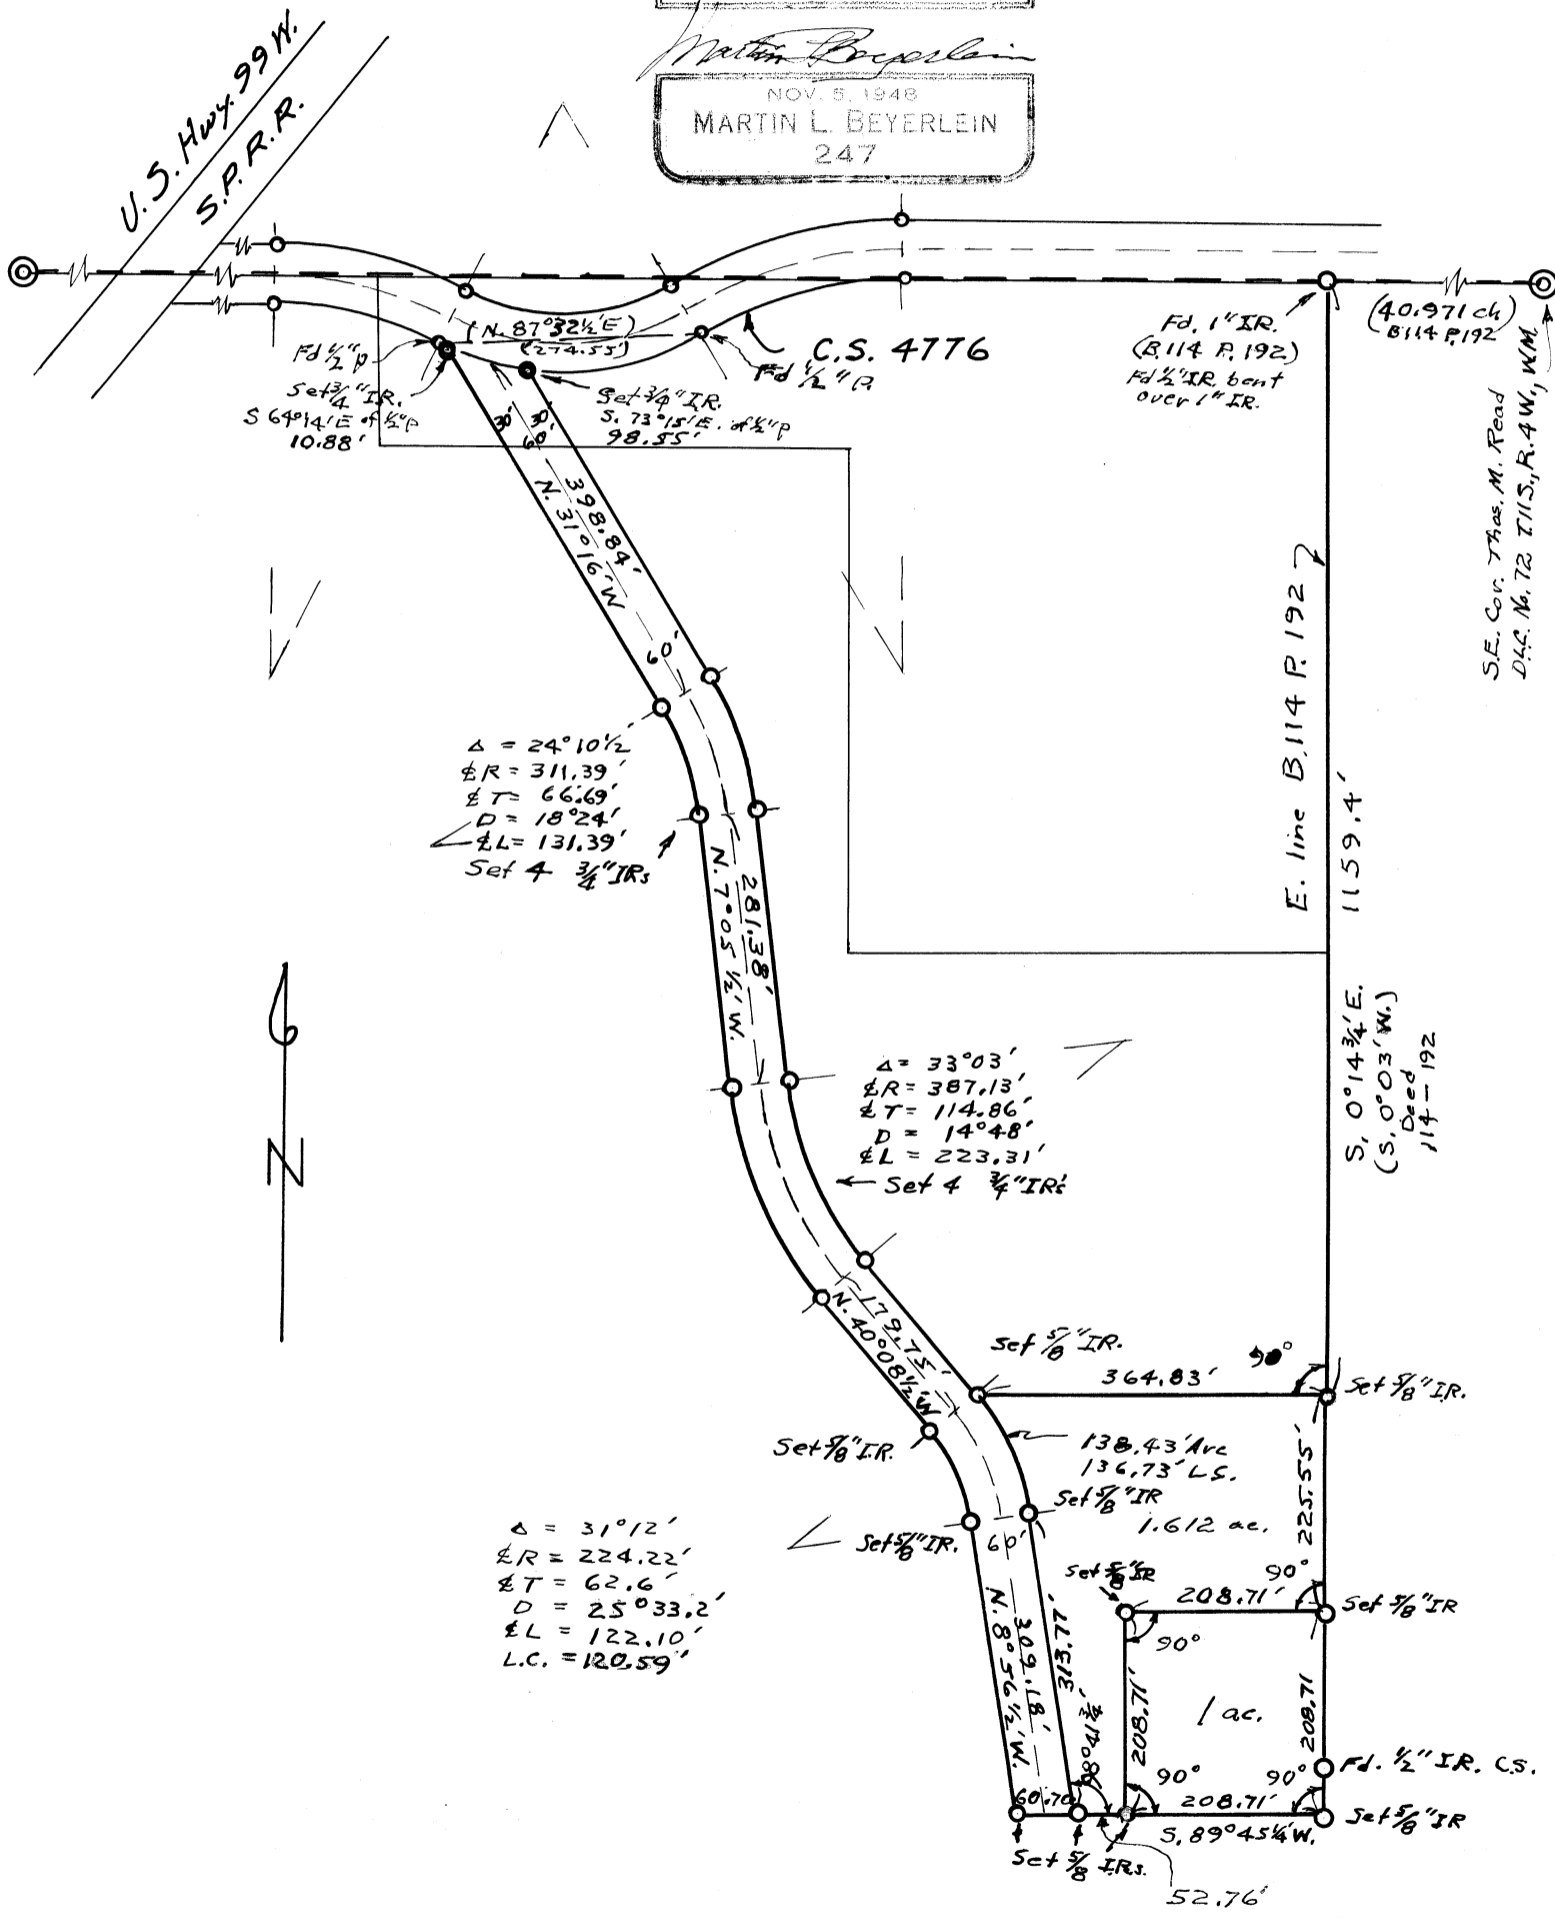 Martin L Beyerlein
NOV. 5, 1948
MARTIN L. BEYERLEIN
247
U.S. Hwy. 99 W.
S.P.R.R.
(N. 87°32½'E)
(274.55')
C.S. 4776
Fd ½" P.
Fd ½" P.
Set ¾" I.R.
S 64°14'E of ½" P
10.88'
Set ¾" I.R.
S. 73°15'E. of ½" P
98.55'
Fd. 1" I.R.
(B.114 P.192)
Fd ½" IR. bent
over 1" IR.
(40.971 ch)
B114 P.192
S.E. Cor. Thos. M. Read
D.L.C. No. 72 T11S., R.4W., W.M.
30' 30'
60'
398.84'
N. 31°16'W
60'
E. line B.114 P. 192
1159.4'
Δ = 24°10½'
℄ R = 311.39'
℄ T = 66.69'
D = 18°24'
℄ L = 131.39'
Set 4 ¾" IRs
281.38'
N. 7°05½' W.
S. 0°14¾' E.
(S. 0°03' W.)
Deed
114-192
Δ = 33°03'
℄ R = 387.13'
℄ T = 114.86'
D = 14°48'
℄ L = 223.31'
Set 4 ¾" IRs
N
179.75'
N. 40°08½' W
Set ⅝" IR.
364.83'
90°
Set ⅝" I.R.
Set ⅝" I.R.
138.43' Arc
136.73' L.S.
Set ⅝" IR
225.55'
1.612 ac.
Δ = 31°12'
℄ R = 224.22'
℄ T = 62.6'
D = 25°33.2'
℄ L = 122.10'
L.C. = 120.59'
Set ⅝" IR.
60'
Set ⅝" IR
208.71'
90°
Set ⅝" IR
90°
309.18'
N. 8°56½' W.
313.77'
98°41¾'
208.71'
1 ac.
208.71
Fd. ½" I.R. C.S.
90°
90°
60.70
208.71'
Set ⅝" IR
S. 89°45¼' W.
Set ⅝ I.Rs.
52.76'